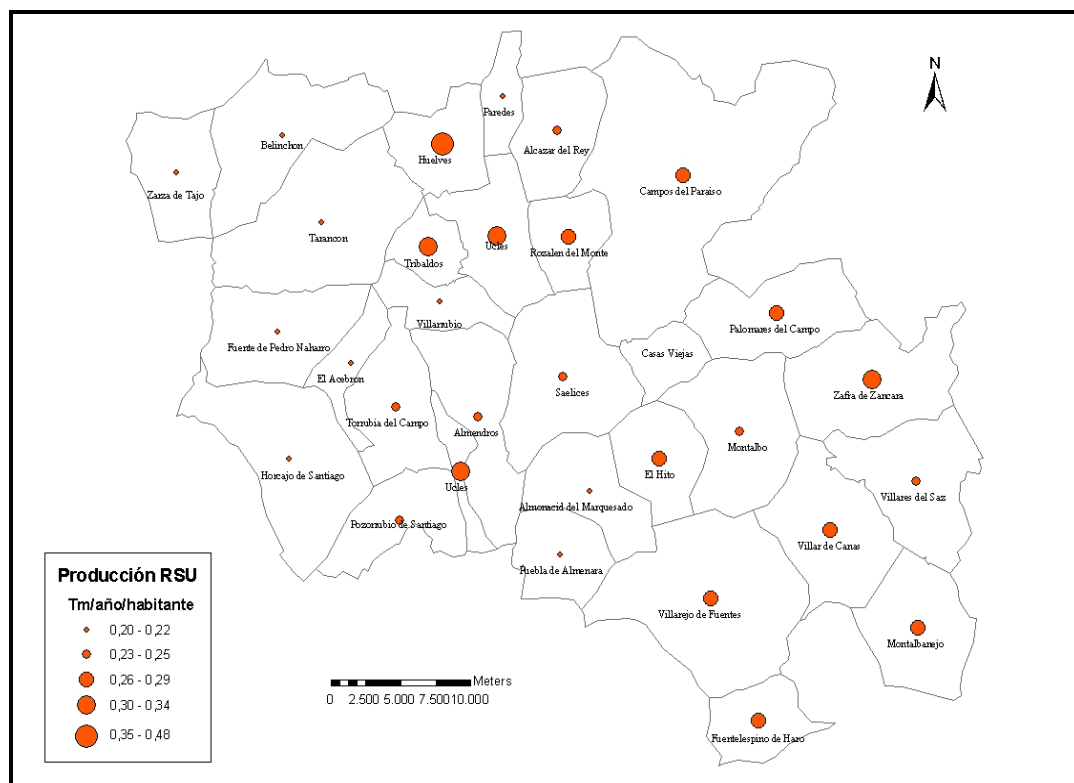 N
Paredes
Belinchon
Huelves
Alcazar del Rey
Zarza de Tajo
Campos del Paraiso
Tarancon
Ucles
Rozalen del Monte
Tribaldos
Villarrubio
Palomares del Campo
Fuente de Pedro Naharro
Casas Viejas
El Acebron
Saelices
Zafra de Zancara
Torrubia del Campo
Almendros
Montalbo
Horcajo de Santiago
El Hito
Ucles
Almonacid del Marquesado
Villares del Saz
Pozorrubio de Santiago
Villar de Canas
Puebla de Almenara
Villarejo de Fuentes
Montalbanejo
Fuentelespino de Haro
Producción RSU
Tm/año/habitante
0,20 - 0,22
0,23 - 0,25
0,26 - 0,29
0,30 - 0,34
0,35 - 0,48
Meters
0 2.500 5.000 7.500 10.000